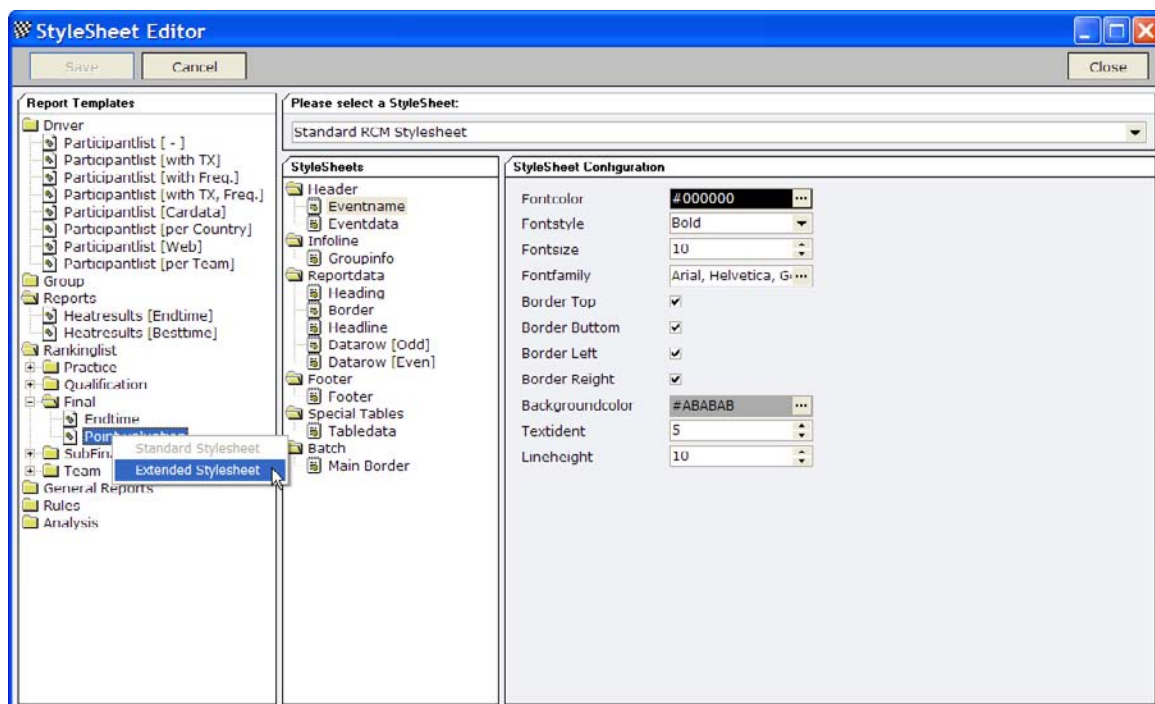 StyleSheet Editor
Save
Cancel
Close
Report Templates
Driver
Participantlist [ - ]
Participantlist [with TX]
Participantlist [with Freq.]
Participantlist [with TX, Freq.]
Participantlist [Cardata]
Participantlist [per Country]
Participantlist [Web]
Participantlist [per Team]
Group
Reports
Heatresults [Endtime]
Heatresults [Besttime]
Rankinglist
Practice
Qualification
Final
Endtime
SubFin
Team
General Reports
Rules
Analysis
Standard Stylesheet
Extended Stylesheet
Please select a StyleSheet:
Standard RCM Stylesheet
StyleSheets
Header
Eventname
Eventdata
Infoline
Groupinfo
Reportdata
Heading
Border
Headline
Datarow [Odd]
Datarow [Even]
Footer
Footer
Special Tables
Tabledata
Batch
Main Border
StyleSheet Configuration
Fontcolor #000000 ...
Fontstyle Bold
Fontsize 10
Fontfamily Arial, Helvetica, G ...
Border Top
Border Buttom
Border Left
Border Reight
Backgroundcolor #ABABAB ...
Textident 5
Lineheight 10